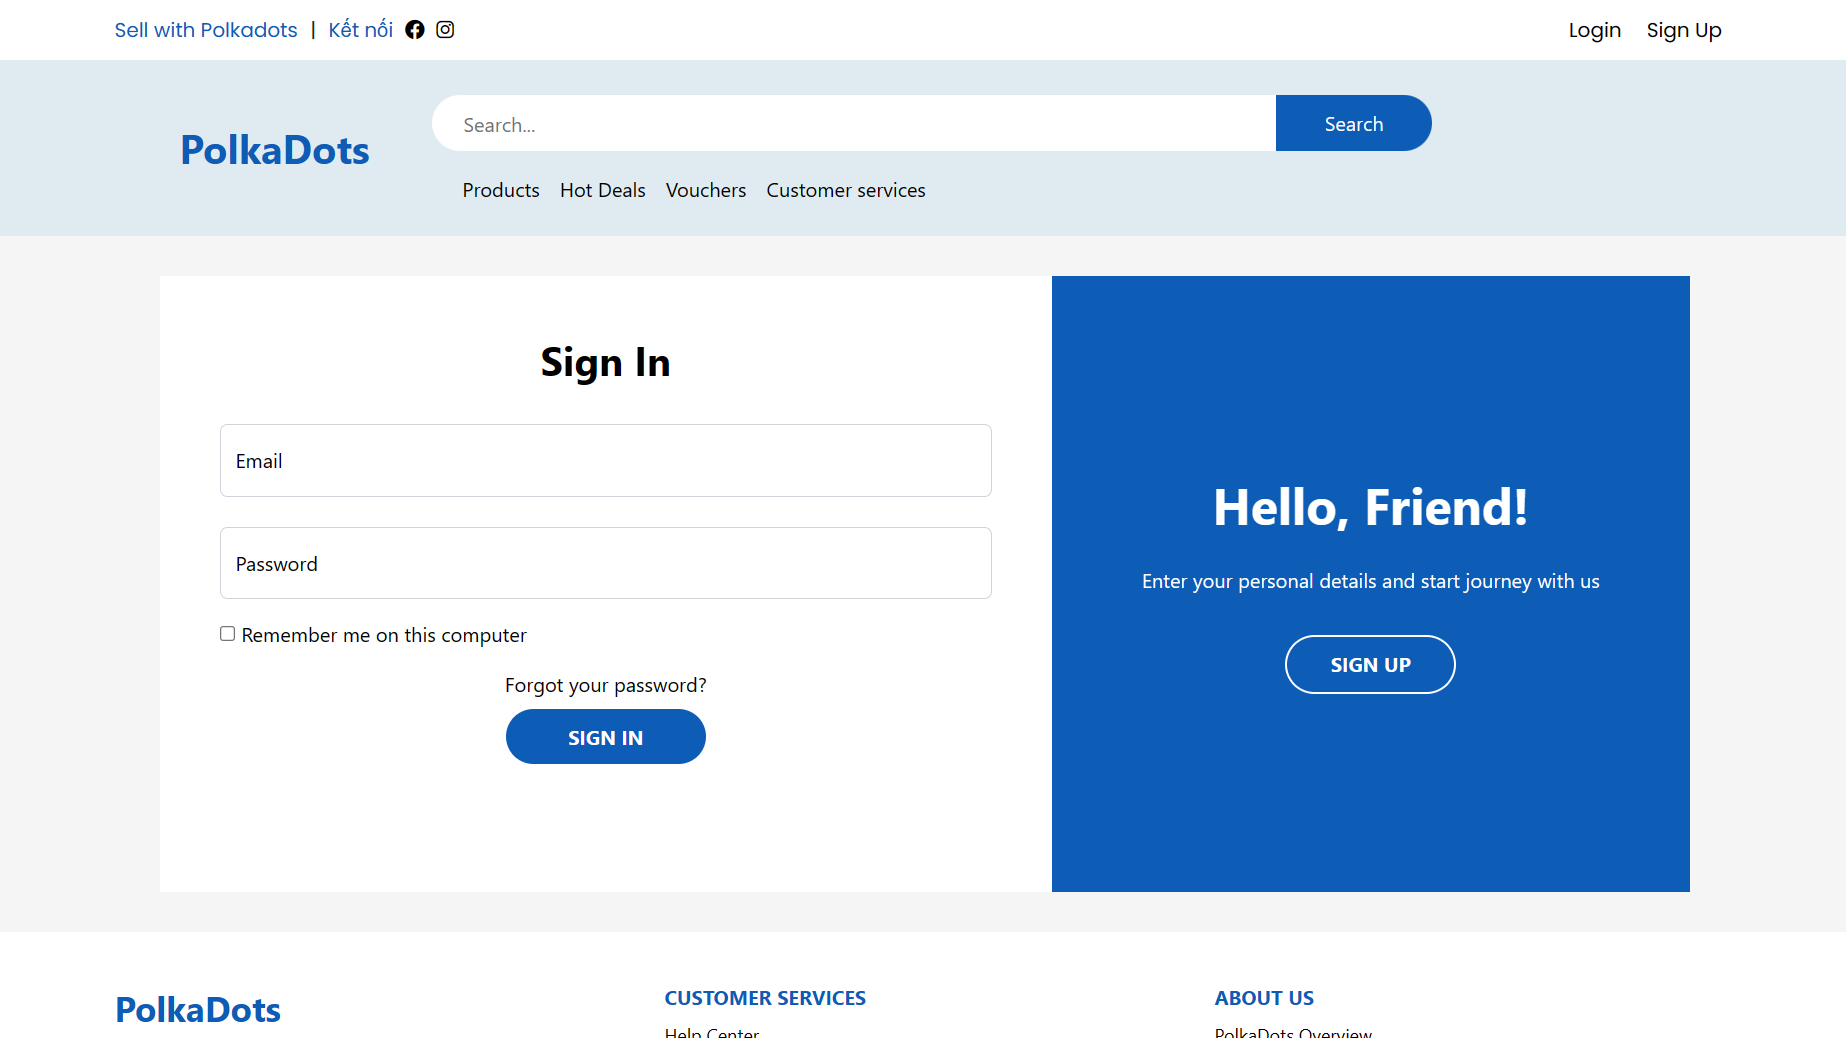 Sell with Polkadots | Kết nối
Login Sign Up
Search...
Search
PolkaDots
Products Hot Deals Vouchers Customer services
Sign In
Email
Password
Remember me on this computer
Forgot your password?
SIGN IN
Hello, Friend!
Enter your personal details and start journey with us
SIGN UP
PolkaDots
CUSTOMER SERVICES
Help Center
ABOUT US
PolkaDots Overview